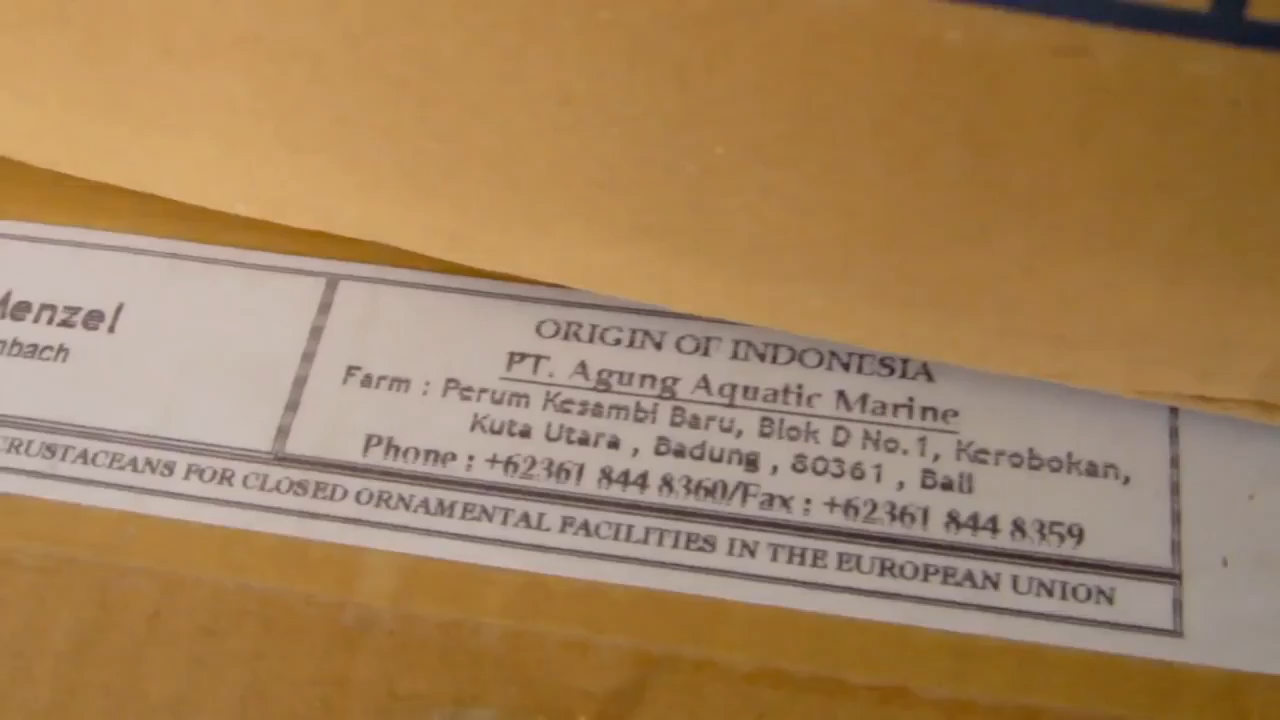 Menzel
nbach
ORIGIN OF INDONESIA
PT. Agung Aquatic Marine
Farm : Perum Kesambi Baru, Blok D No.1, Kerobokan,
Kuta Utara , Badung , 80361 , Bali
Phone : +62361 844 8360/Fax : +62361 844 8359
CRUSTACEANS FOR CLOSED ORNAMENTAL FACILITIES IN THE EUROPEAN UNION